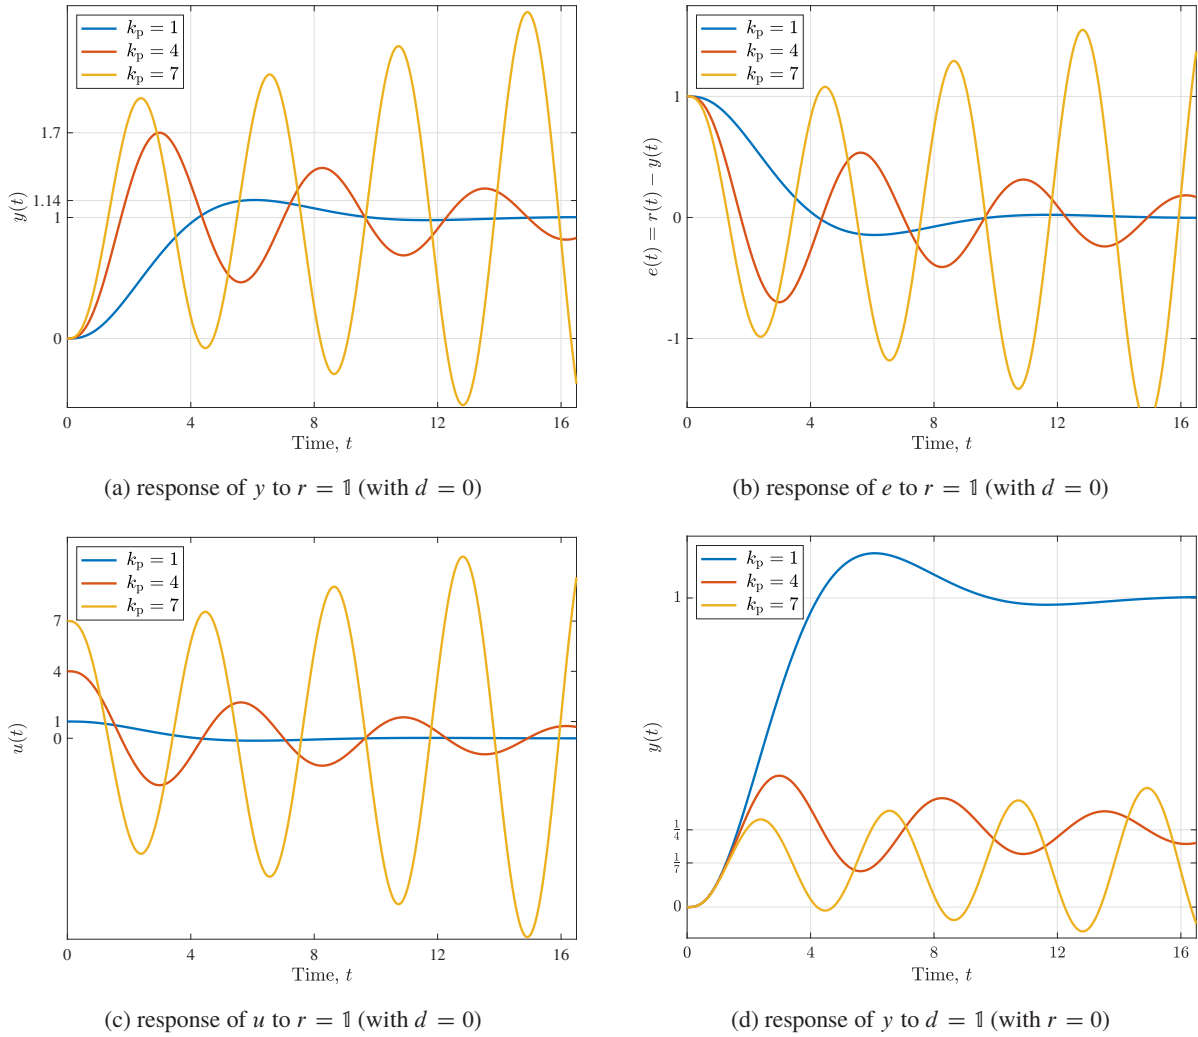 k_p = 1
k_p = 4
k_p = 7
1.7
1.14
1
0
y(t)
0 4 8 12 16
Time, t
(a) response of y to r = 𝟙 (with d = 0)
k_p = 1
k_p = 4
k_p = 7
1
0
-1
e(t) = r(t) − y(t)
0 4 8 12 16
Time, t
(b) response of e to r = 𝟙 (with d = 0)
k_p = 1
k_p = 4
k_p = 7
7
4
1
0
u(t)
0 4 8 12 16
Time, t
(c) response of u to r = 𝟙 (with d = 0)
k_p = 1
k_p = 4
k_p = 7
1
1/4
1/7
0
y(t)
0 4 8 12 16
Time, t
(d) response of y to d = 𝟙 (with r = 0)